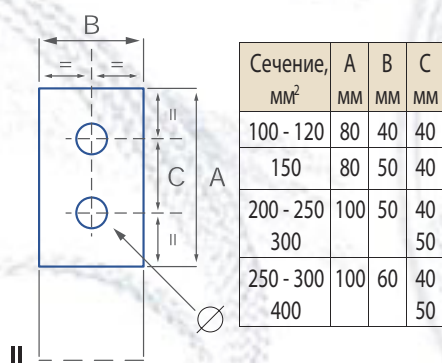 B
= =
=
C A
=
Ø
II
Сечение, A B C
мм² мм мм мм
100 - 120 80 40 40
150 80 50 40
200 - 250 100 50 40
300 50
250 - 300 100 60 40
400 50